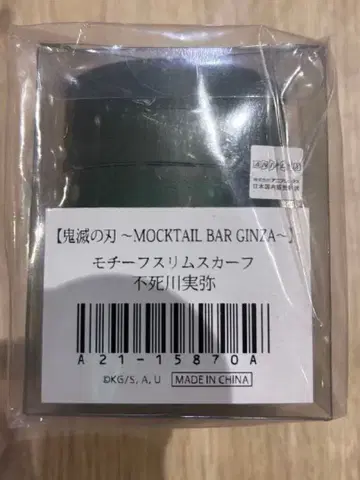 【鬼滅の刃 ～MOCKTAIL BAR GINZA～】
モチーフスリムスカーフ
不死川実弥
A21-15870A
©KG/S, A, U MADE IN CHINA